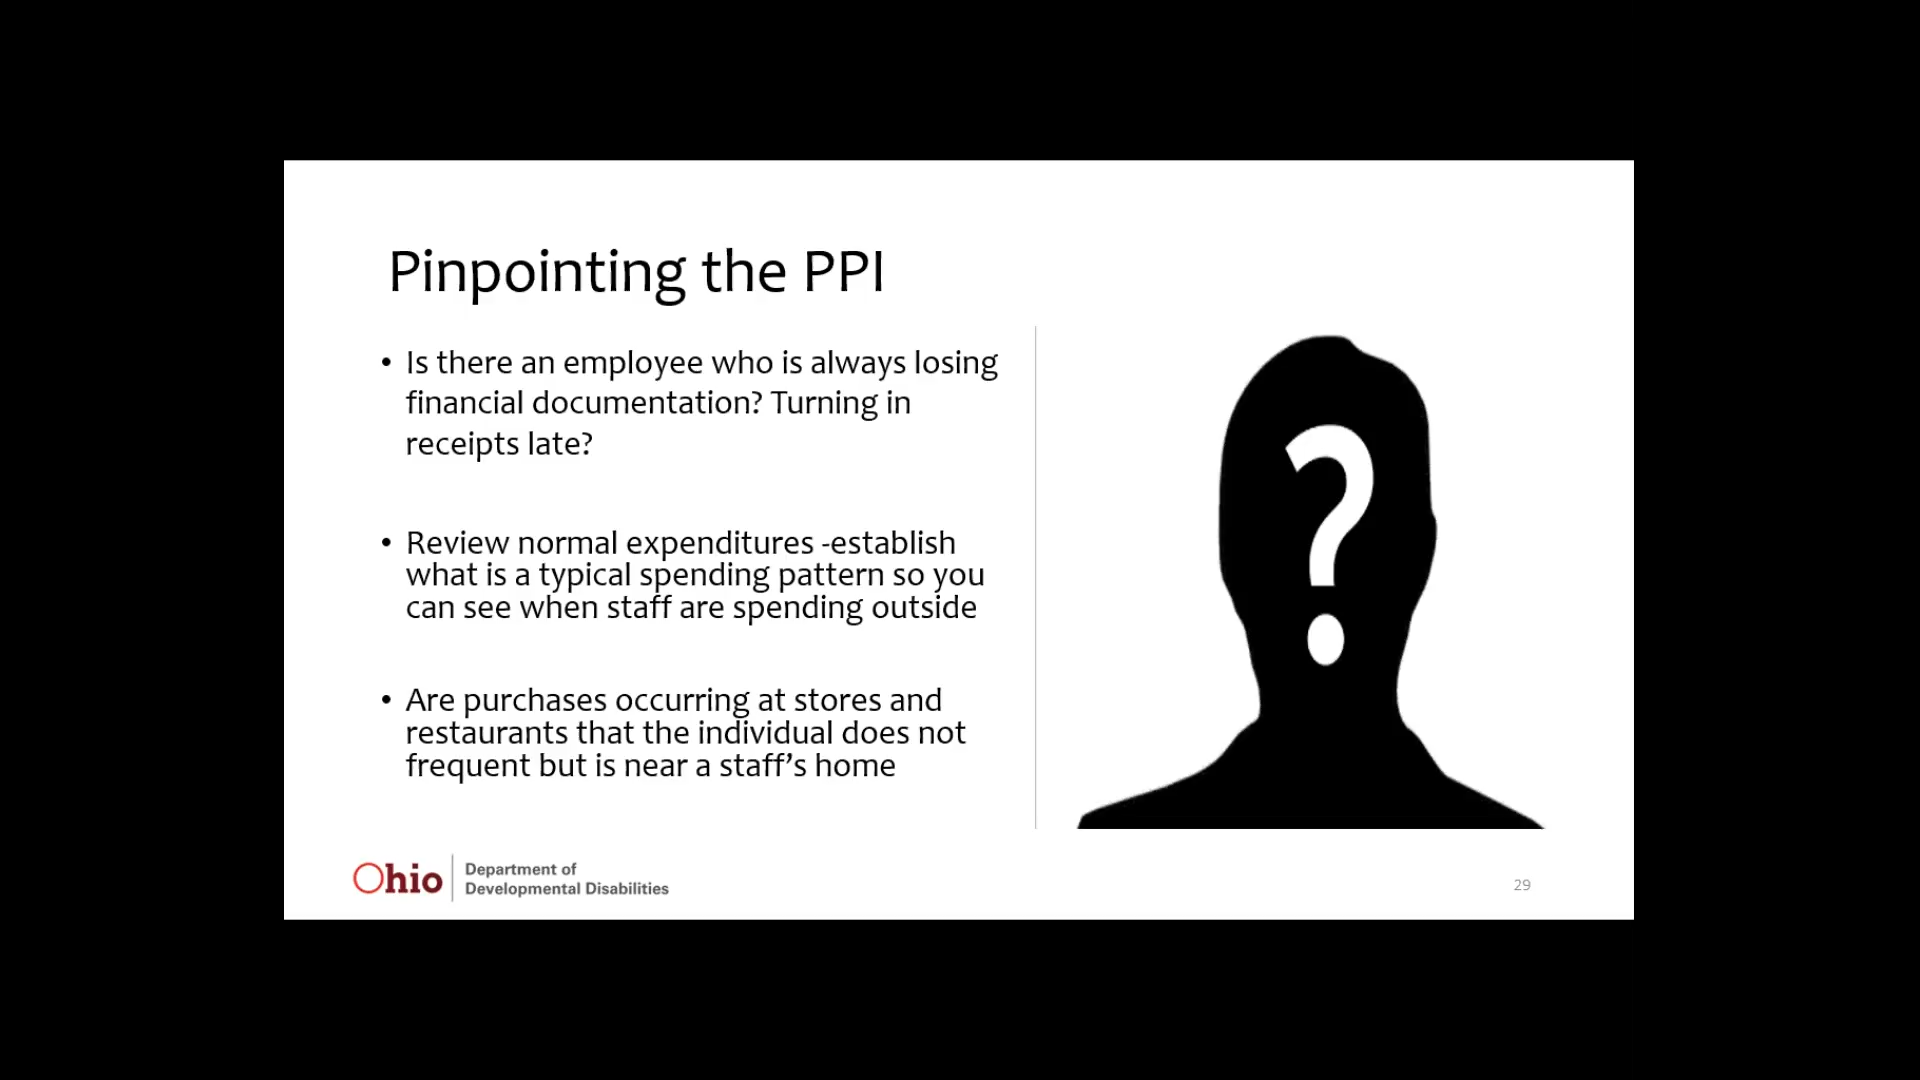 Pinpointing the PPI
• Is there an employee who is always losing
financial documentation? Turning in
receipts late?
• Review normal expenditures -establish
what is a typical spending pattern so you
can see when staff are spending outside
• Are purchases occurring at stores and
restaurants that the individual does not
frequent but is near a staff’s home
?
Ohio
Department of
Developmental Disabilities
29